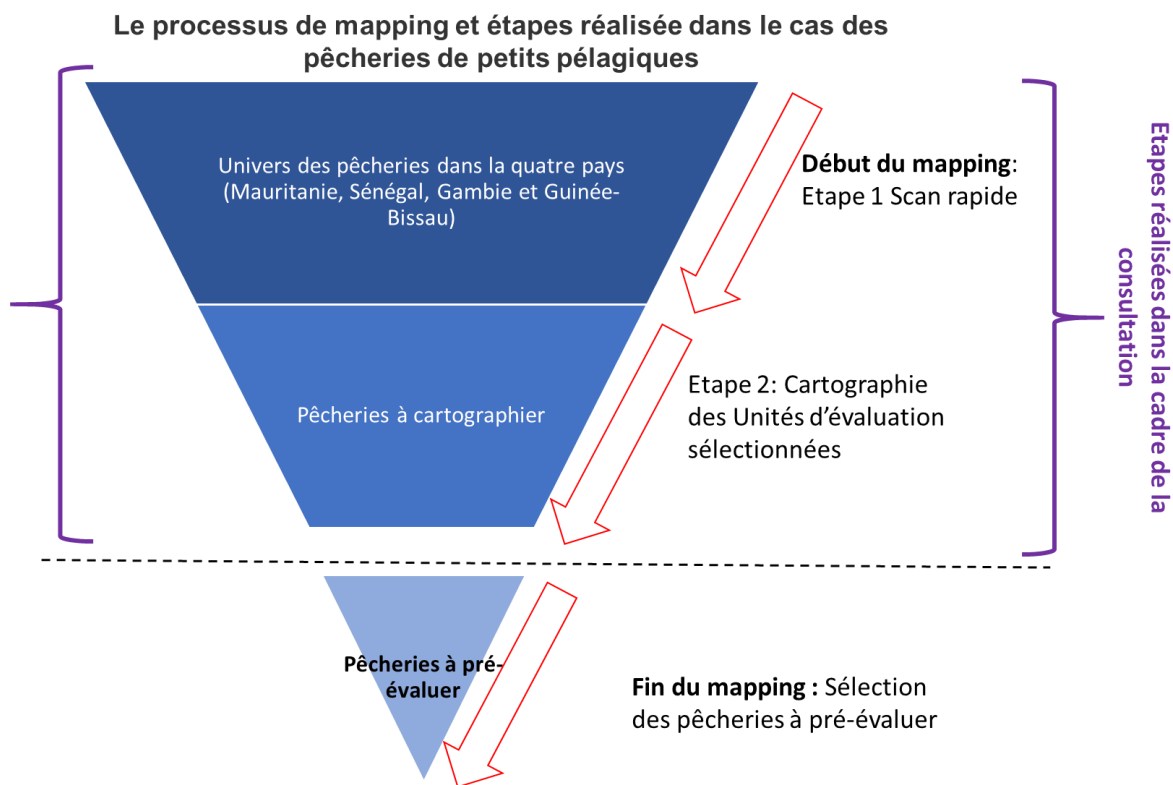 Le processus de mapping et étapes réalisée dans le cas des
pêcheries de petits pélagiques
Univers des pêcheries dans la quatre pays
(Mauritanie, Sénégal, Gambie et Guinée-
Bissau)
Début du mapping:
Etape 1 Scan rapide
Pêcheries à cartographier
Etape 2: Cartographie
des Unités d'évaluation
sélectionnées
Etapes réalisées dans la cadre de la
consultation
Pêcheries à pré-
évaluer
Fin du mapping : Sélection
des pêcheries à pré-évaluer